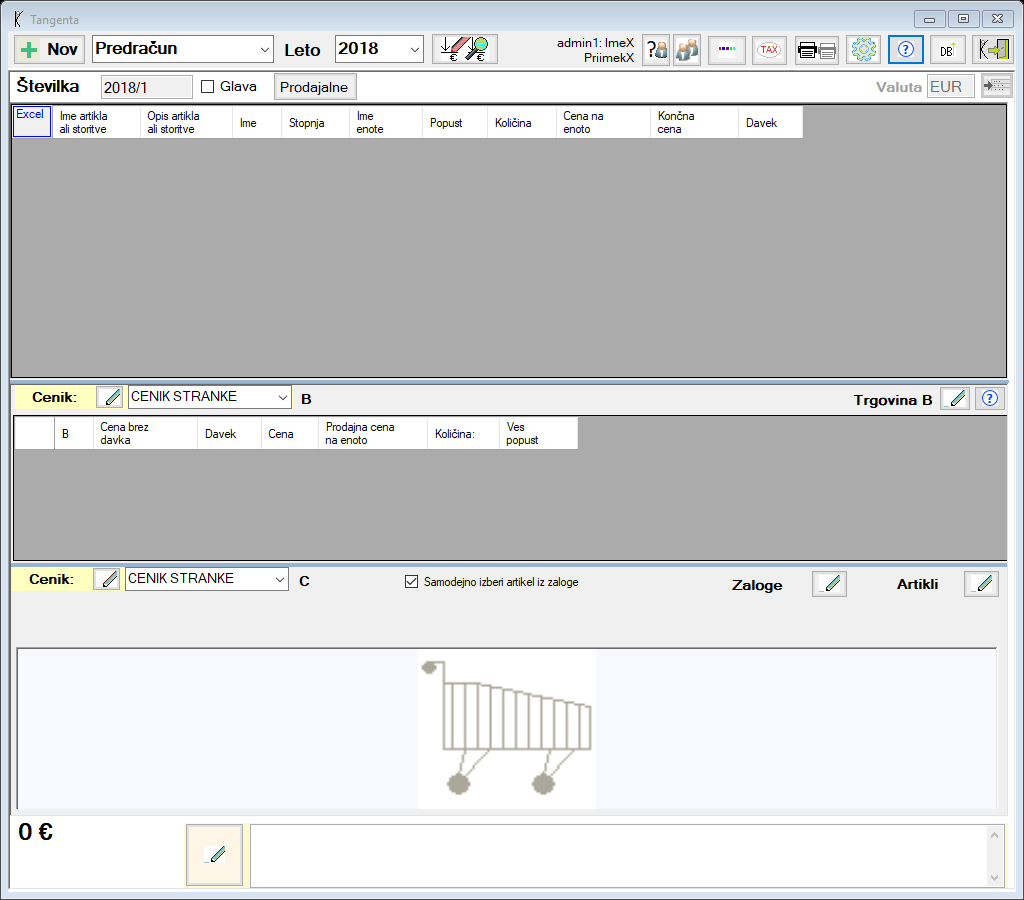 Tangenta
Nov Predračun Leto 2018 admin1: ImeX
PriimekX
TAX
DB
Številka 2018/1 Glava Prodajalne Valuta EUR
Excel
Ime artikla
ali storitve
Opis artikla
ali storitve
Ime
Stopnja
Ime
enote
Popust
Količina
Cena na
enoto
Končna
cena
Davek
Cenik: CENIK STRANKE B Trgovina B
B
Cena brez
davka
Davek
Cena
Prodajna cena
na enoto
Količina:
Ves
popust
Cenik: CENIK STRANKE C Samodejno izberi artikel iz zaloge Zaloge Artikli
0 €